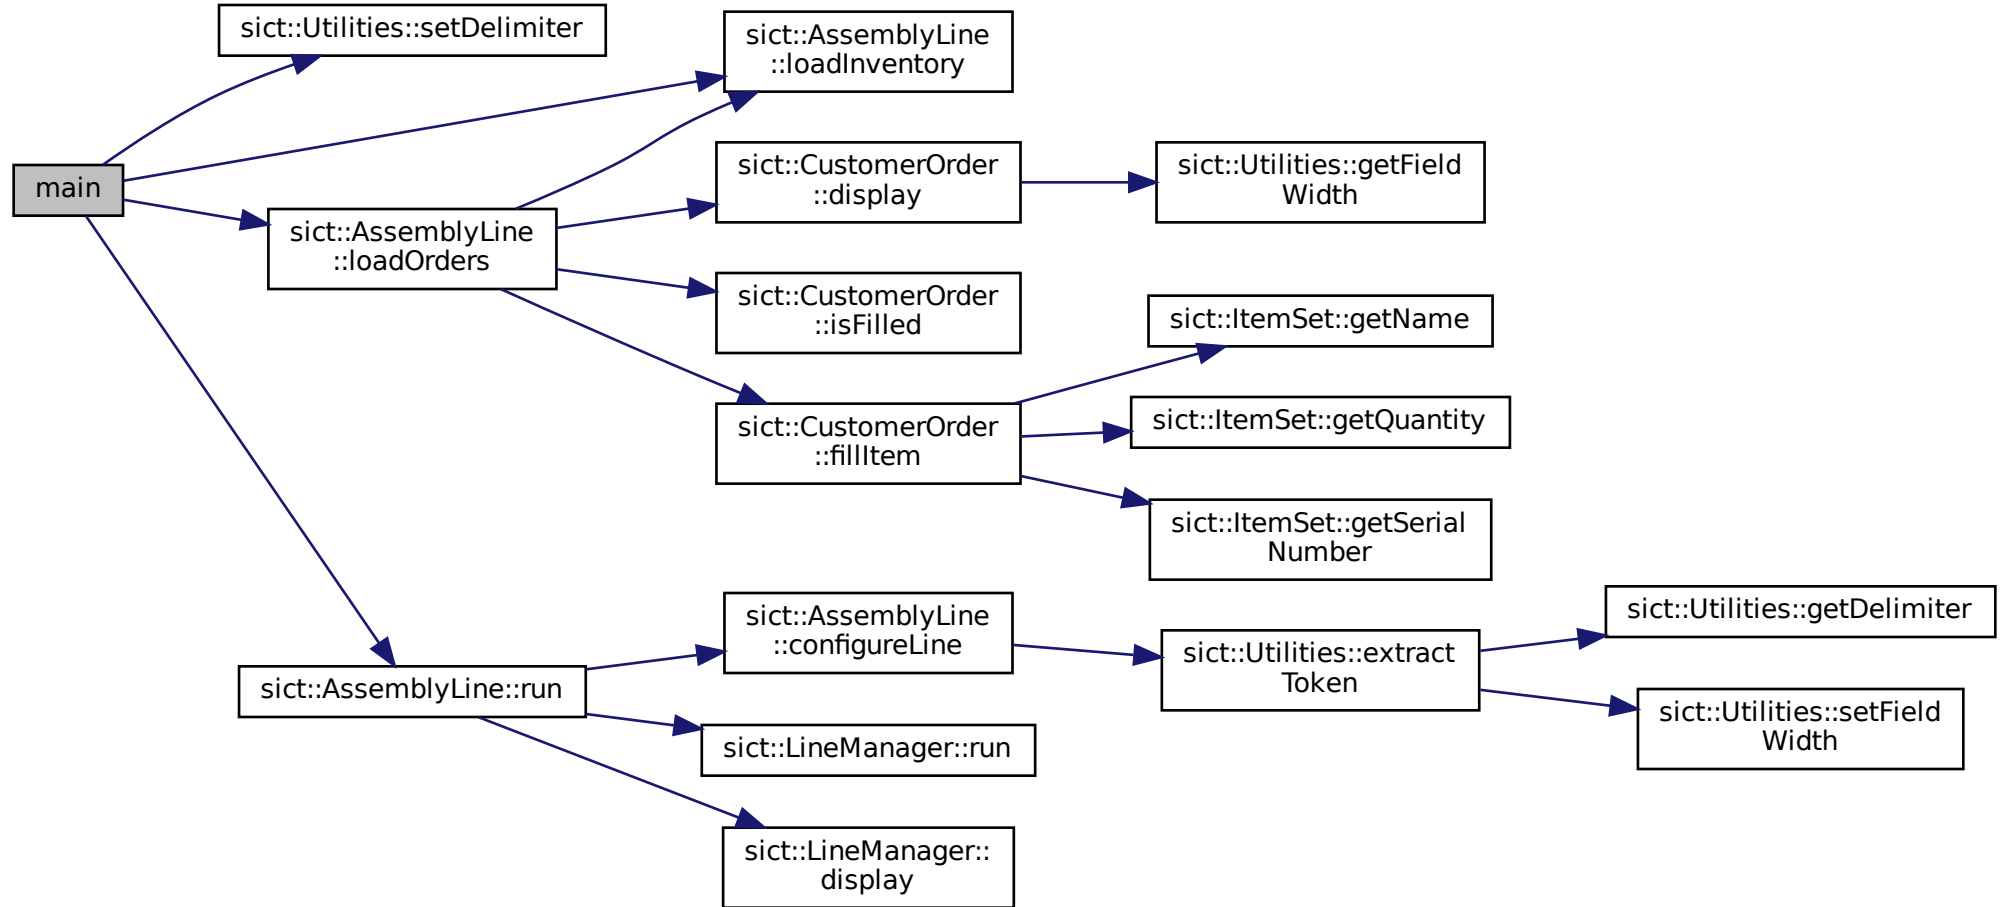 sict::Utilities::setDelimiter
sict::AssemblyLine
::loadInventory
main
sict::AssemblyLine
::loadOrders
sict::CustomerOrder
::display
sict::Utilities::getField
Width
sict::CustomerOrder
::isFilled
sict::CustomerOrder
::fillItem
sict::ItemSet::getName
sict::ItemSet::getQuantity
sict::ItemSet::getSerial
Number
sict::AssemblyLine::run
sict::AssemblyLine
::configureLine
sict::Utilities::extract
Token
sict::Utilities::getDelimiter
sict::Utilities::setField
Width
sict::LineManager::run
sict::LineManager::
display